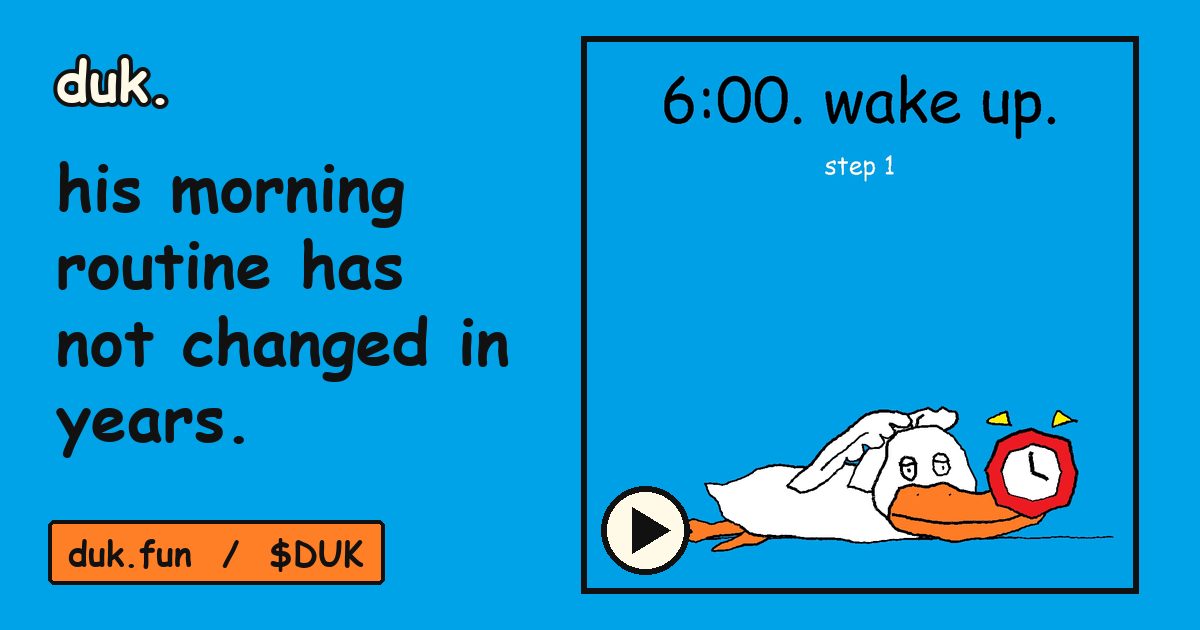 duk.
his morning
routine has
not changed in
years.
duk.fun / $DUK
6:00. wake up.
step 1